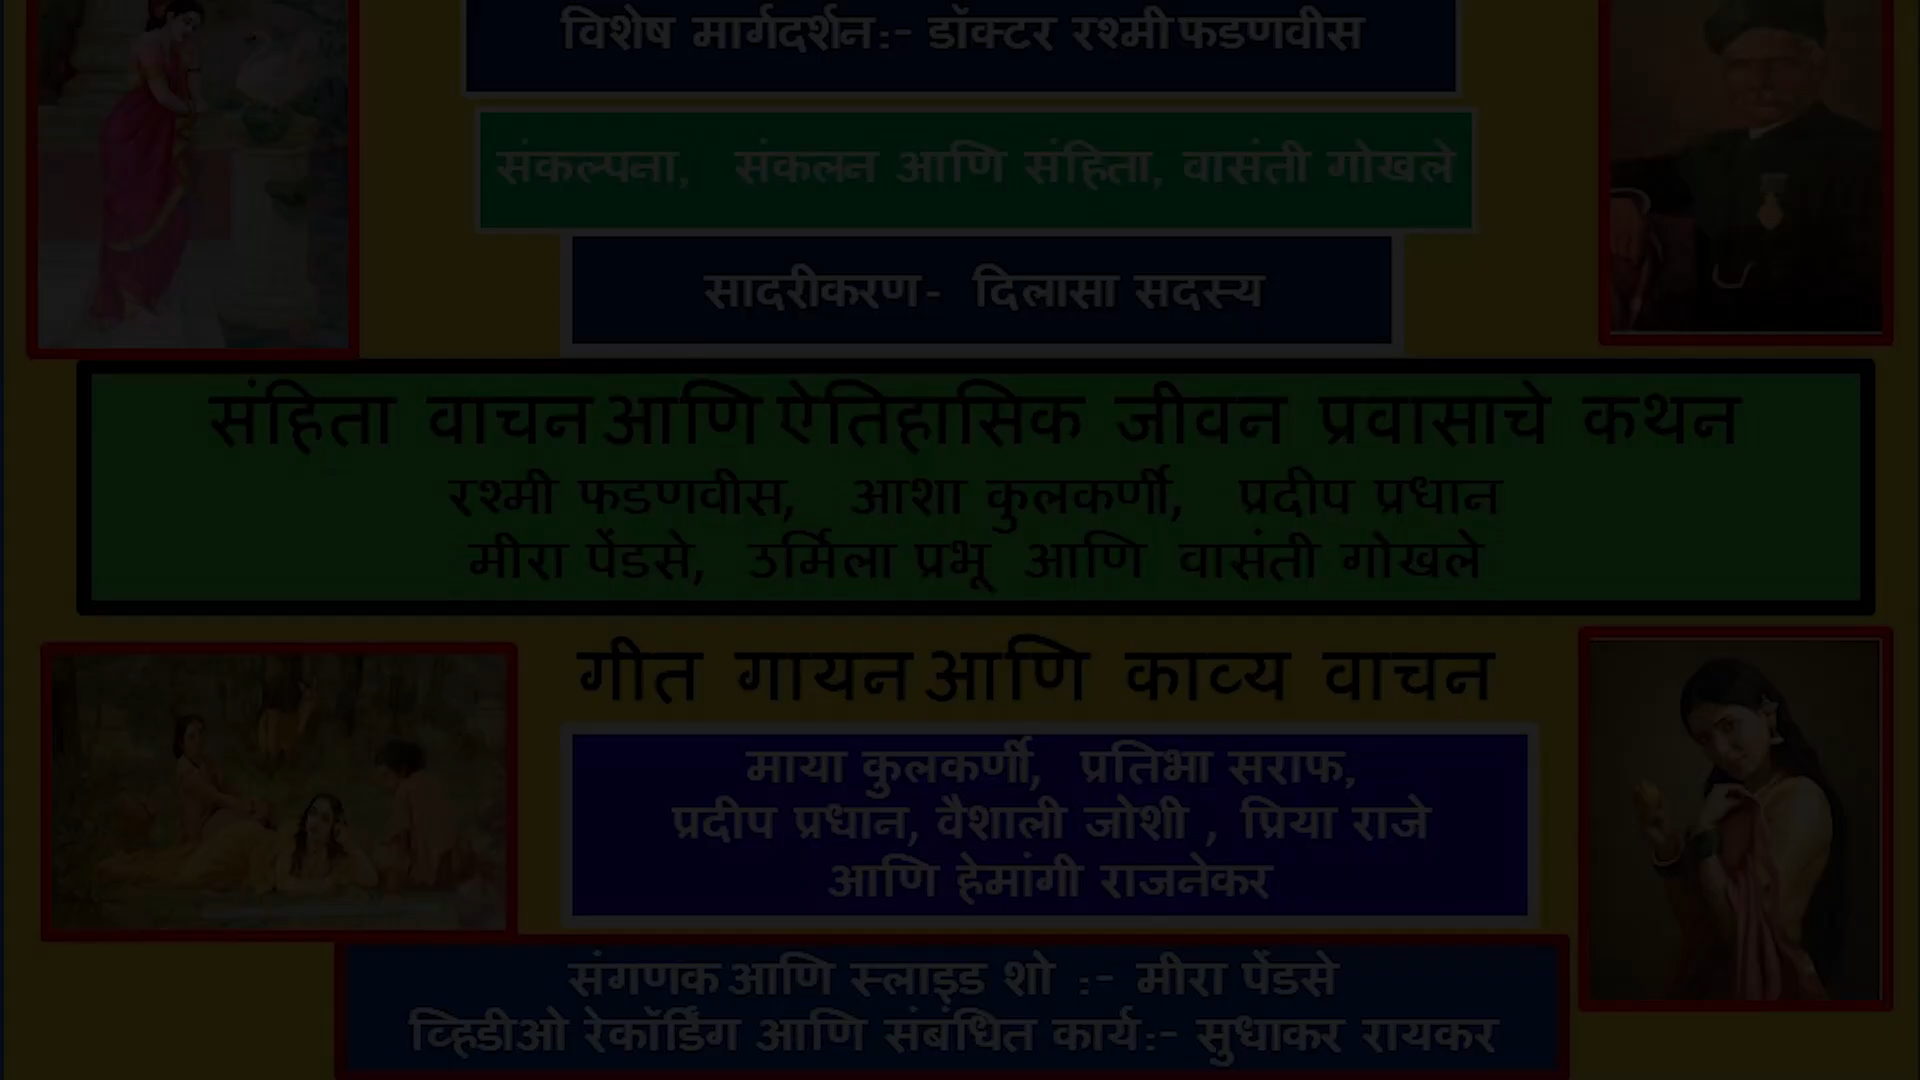 विशेष मार्गदर्शन:- डॉक्टर रश्मी फडणवीस
संकल्पना, संकलन आणि संहिता, वासंती गोखले
सादरीकरण- दिलासा सदस्य
संहिता वाचन आणि ऐतिहासिक जीवन प्रवासाचे कथन
रश्मी फडणवीस, आशा कुलकर्णी, प्रदीप प्रधान
मीरा पेंडसे, उर्मिला प्रभू आणि वासंती गोखले
गीत गायन आणि काव्य वाचन
माया कुलकर्णी, प्रतिभा सराफ,
प्रदीप प्रधान, वैशाली जोशी , प्रिया राजे
आणि हेमांगी राजनेकर
संगणक आणि स्लाइड शो :- मीरा पेंडसे
व्हिडीओ रेकॉर्डिंग आणि संबंधित कार्य:- सुधाकर रायकर